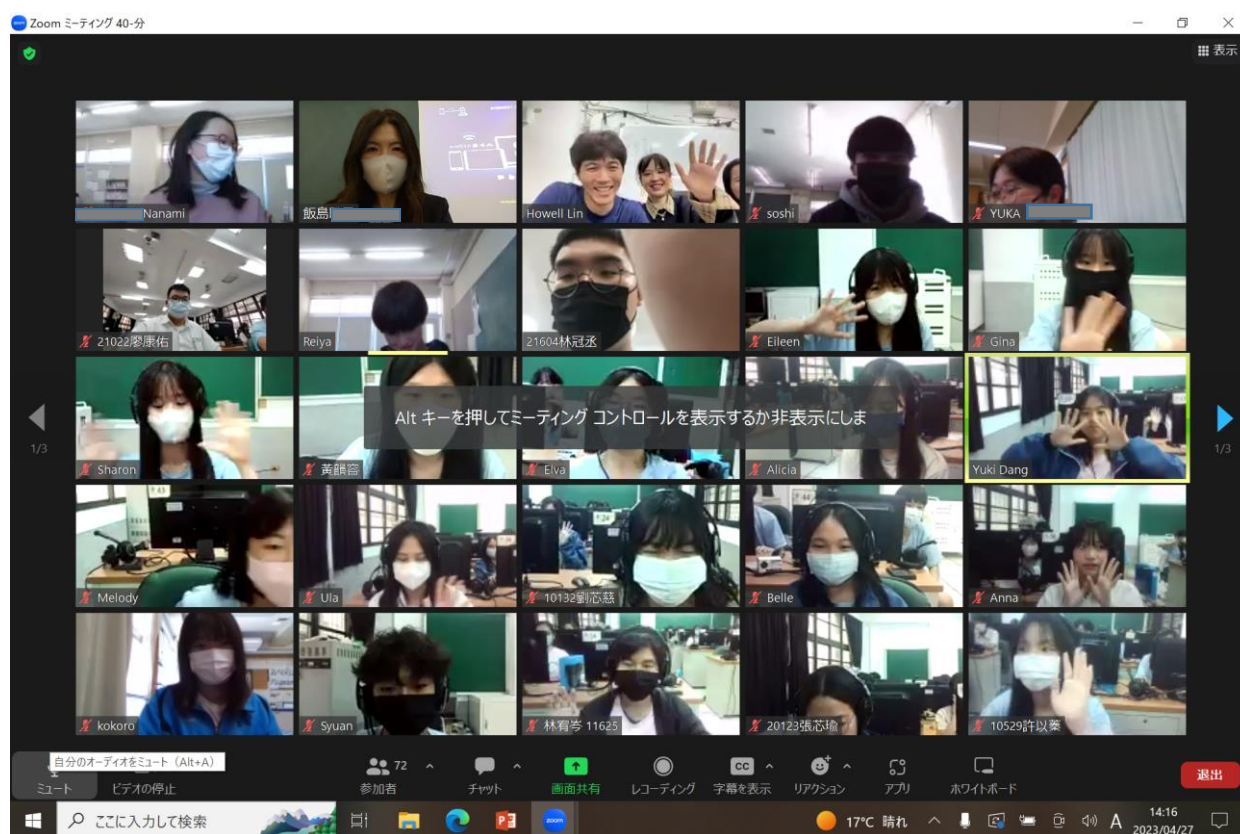 Zoom ミーティング 40-分
表示
Nanami
飯島
Howell Lin
soshi
YUKA
21022廖康佑
Reiya
21604林冠丞
Eileen
Gina
Alt キーを押してミーティング コントロールを表示するか非表示にしま
1/3
1/3
Sharon
黃韻容
Elva
Alicia
Yuki Dang
Melody
Ula
10132劉芯慈
Belle
Anna
kokoro
Syuan
林宥岑 11625
20123張芯瑜
10529許以蓁
自分のオーディオをミュート（Alt+A）
72
ミュート
ビデオの停止
参加者
チャット
画面共有
レコーディング
CC
字幕を表示
リアクション
アプリ
ホワイトボード
退出
ここに入力して検索
zoom
17°C 晴れ
A
14:16
2023/04/27